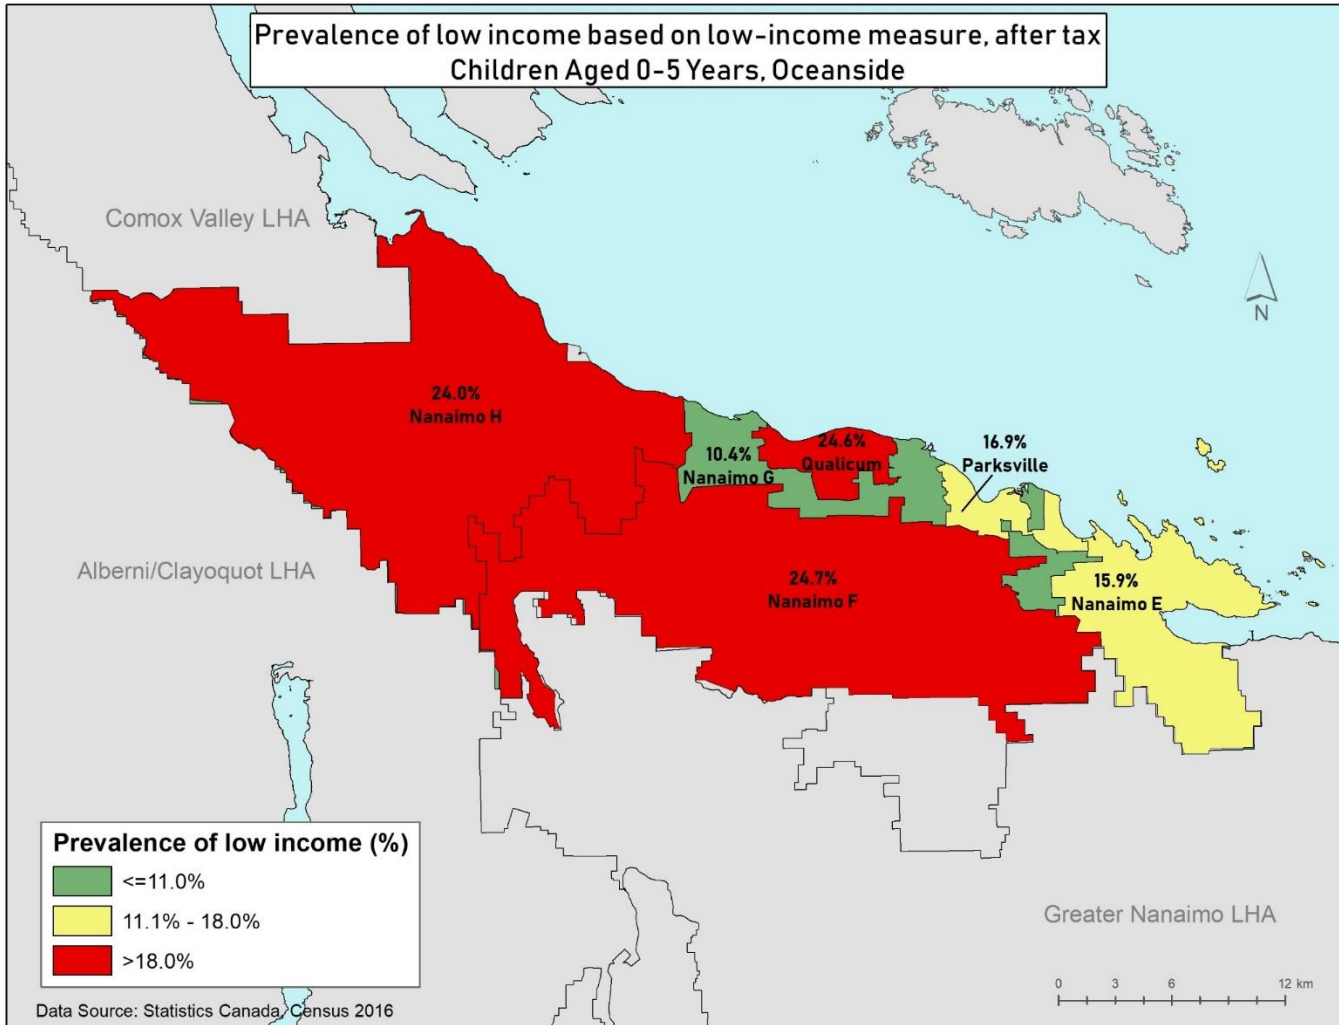 Prevalence of low income based on low-income measure, after tax
Children Aged 0-5 Years, Oceanside
Comox Valley LHA
N
24.0%
Nanaimo H
10.4%
Nanaimo G
24.6%
Qualicum
16.9%
Parksville
Alberni/Clayoquot LHA
24.7%
Nanaimo F
15.9%
Nanaimo E
Prevalence of low income (%)
<=11.0%
11.1% - 18.0%
>18.0%
Greater Nanaimo LHA
0 3 6 12 km
Data Source: Statistics Canada, Census 2016